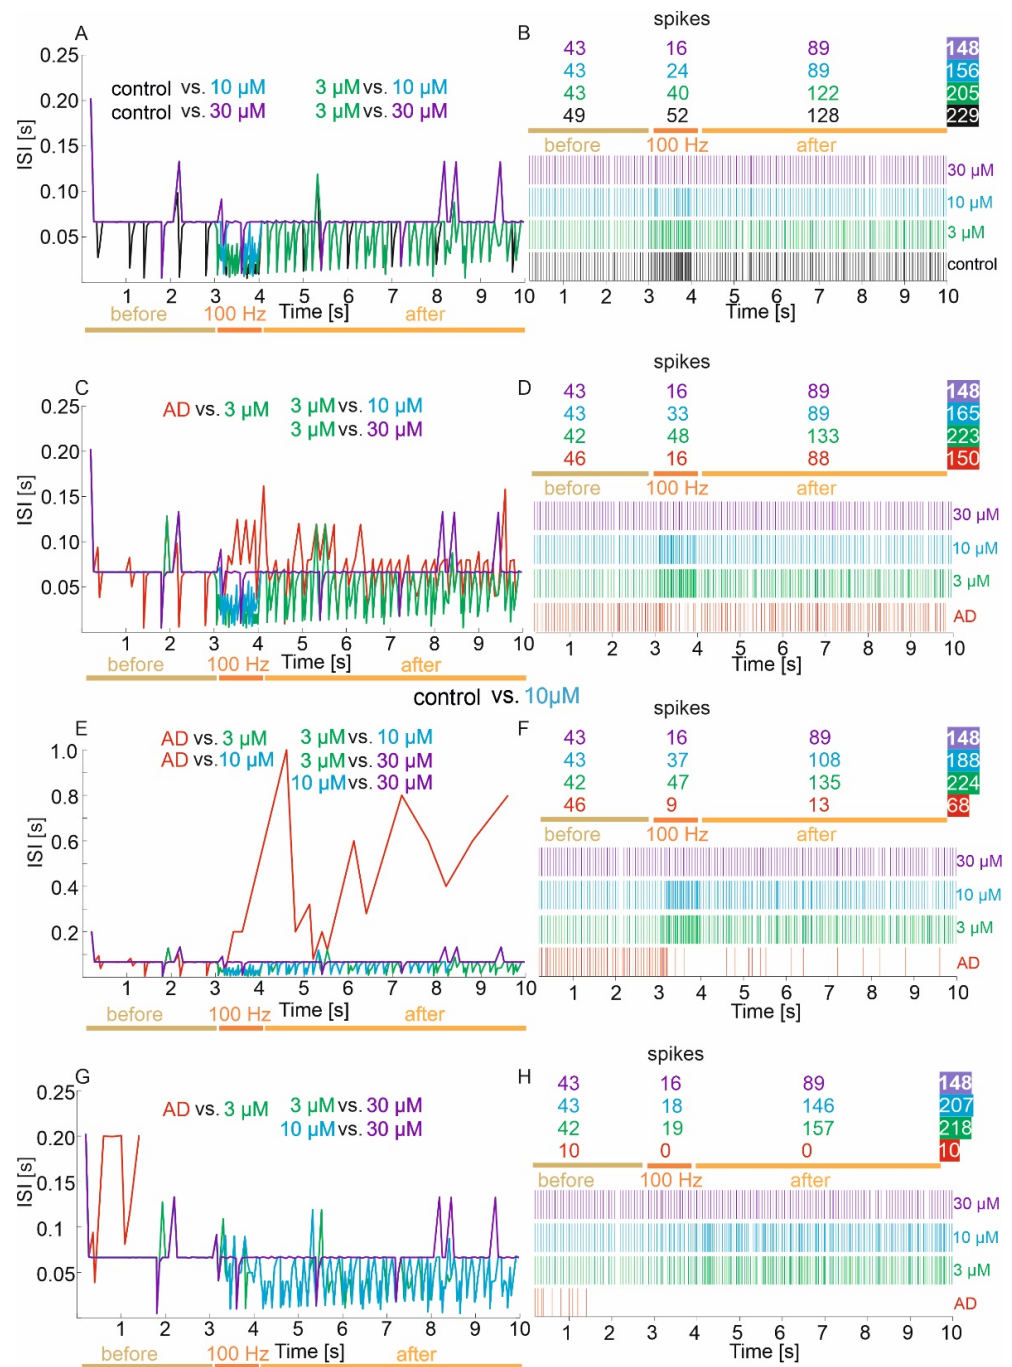 spikes
A
B
0.25
0.20
0.15
0.10
0.05
ISI [s]
control vs. 10 µM 3 µM vs. 10 µM
control vs. 30 µM 3 µM vs. 30 µM
1 2 3 4 5 6 7 8 9 10
Time [s]
before 100 Hz after
43 16 89 148
43 24 89 156
43 40 122 205
49 52 128 229
before 100 Hz after
30 µM
10 µM
3 µM
control
1 2 3 4 5 6 7 8 9 10
Time [s]
spikes
C
D
0.25
0.20
0.15
0.10
0.05
ISI [s]
AD vs. 3 µM 3 µM vs. 10 µM
3 µM vs. 30 µM
1 2 3 4 5 6 7 8 9 10
Time [s]
before 100 Hz after
43 16 89 148
43 33 89 165
42 48 133 223
46 16 88 150
before 100 Hz after
30 µM
10 µM
3 µM
AD
1 2 3 4 5 6 7 8 9 10
Time [s]
control vs. 10µM
spikes
E
F
1.0
0.8
0.6
0.4
0.2
ISI [s]
AD vs. 3 µM 3 µM vs. 10 µM
AD vs. 10 µM 3 µM vs. 30 µM
10 µM vs. 30 µM
1 2 3 4 5 6 7 8 9 10
Time [s]
before 100 Hz after
43 16 89 148
43 37 108 188
42 47 135 224
46 9 13 68
before 100 Hz after
30 µM
10 µM
3 µM
AD
1 2 3 4 5 6 7 8 9 10
Time [s]
spikes
G
H
0.25
0.20
0.15
0.1
0.05
ISI [s]
AD vs. 3 µM 3 µM vs. 30 µM
10 µM vs. 30 µM
1 2 3 4 5 6 7 8 9 10
Time [s]
before 100 Hz after
43 16 89 148
43 18 146 207
42 19 157 218
10 0 0 10
before 100 Hz after
30 µM
10 µM
3 µM
AD
1 2 3 4 5 6 7 8 9 10
Time [s]